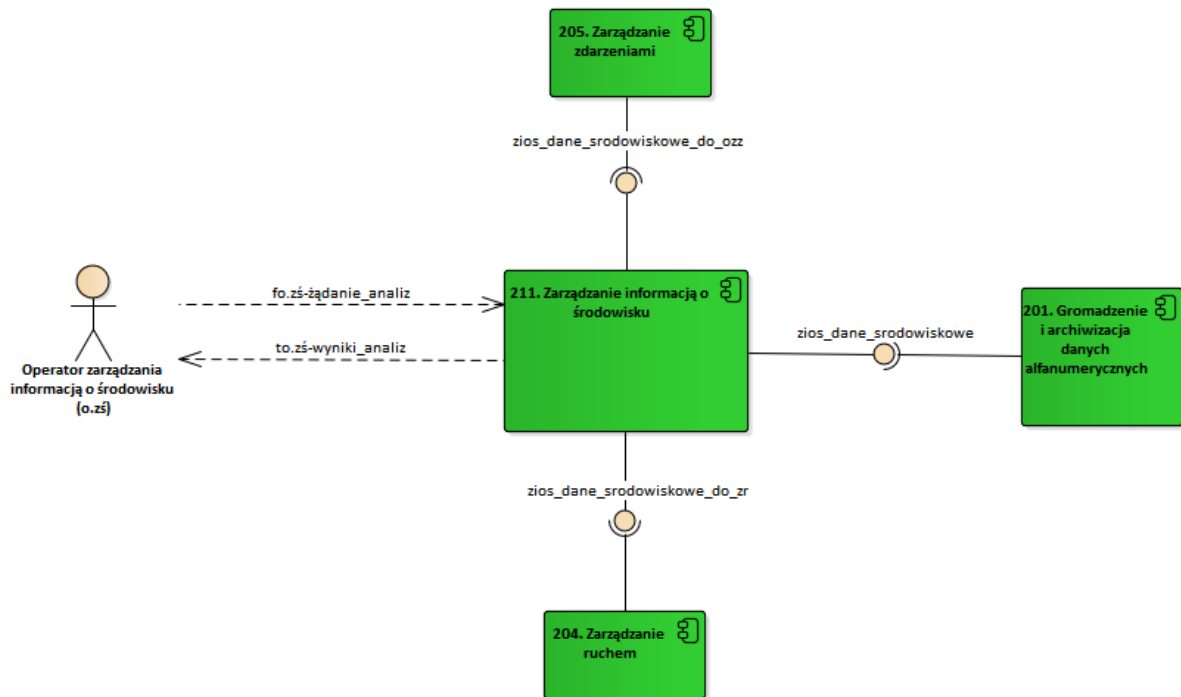 205. Zarządzanie
zdarzeniami
zios_dane_srodowiskowe_do_ozz
fo.zś-żądanie_analiz
to.zś-wyniki_analiz
Operator zarządzania
informacją o środowisku
(o.zś)
211. Zarządzanie informacją o
środowisku
zios_dane_srodowiskowe
201. Gromadzenie
i archiwizacja
danych
alfanumerycznych
zios_dane_srodowiskowe_do_zr
204. Zarządzanie
ruchem